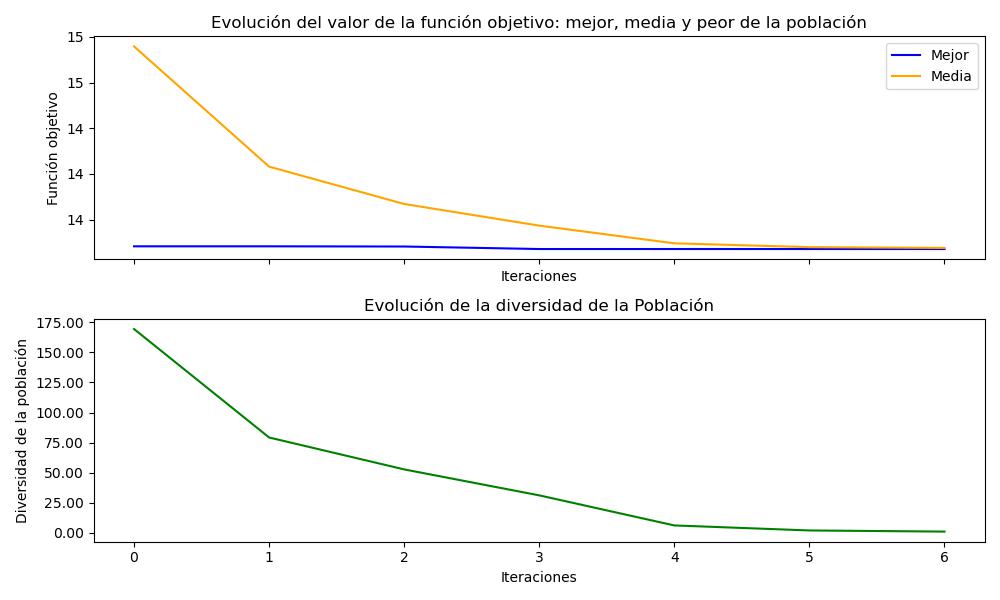 Evolución del valor de la función objetivo: mejor, media y peor de la población
15
15
14
14
14
Función objetivo
Mejor
Media
Iteraciones
Evolución de la diversidad de la Población
175.00
150.00
125.00
100.00
75.00
50.00
25.00
0.00
Diversidad de la población
0 1 2 3 4 5 6
Iteraciones